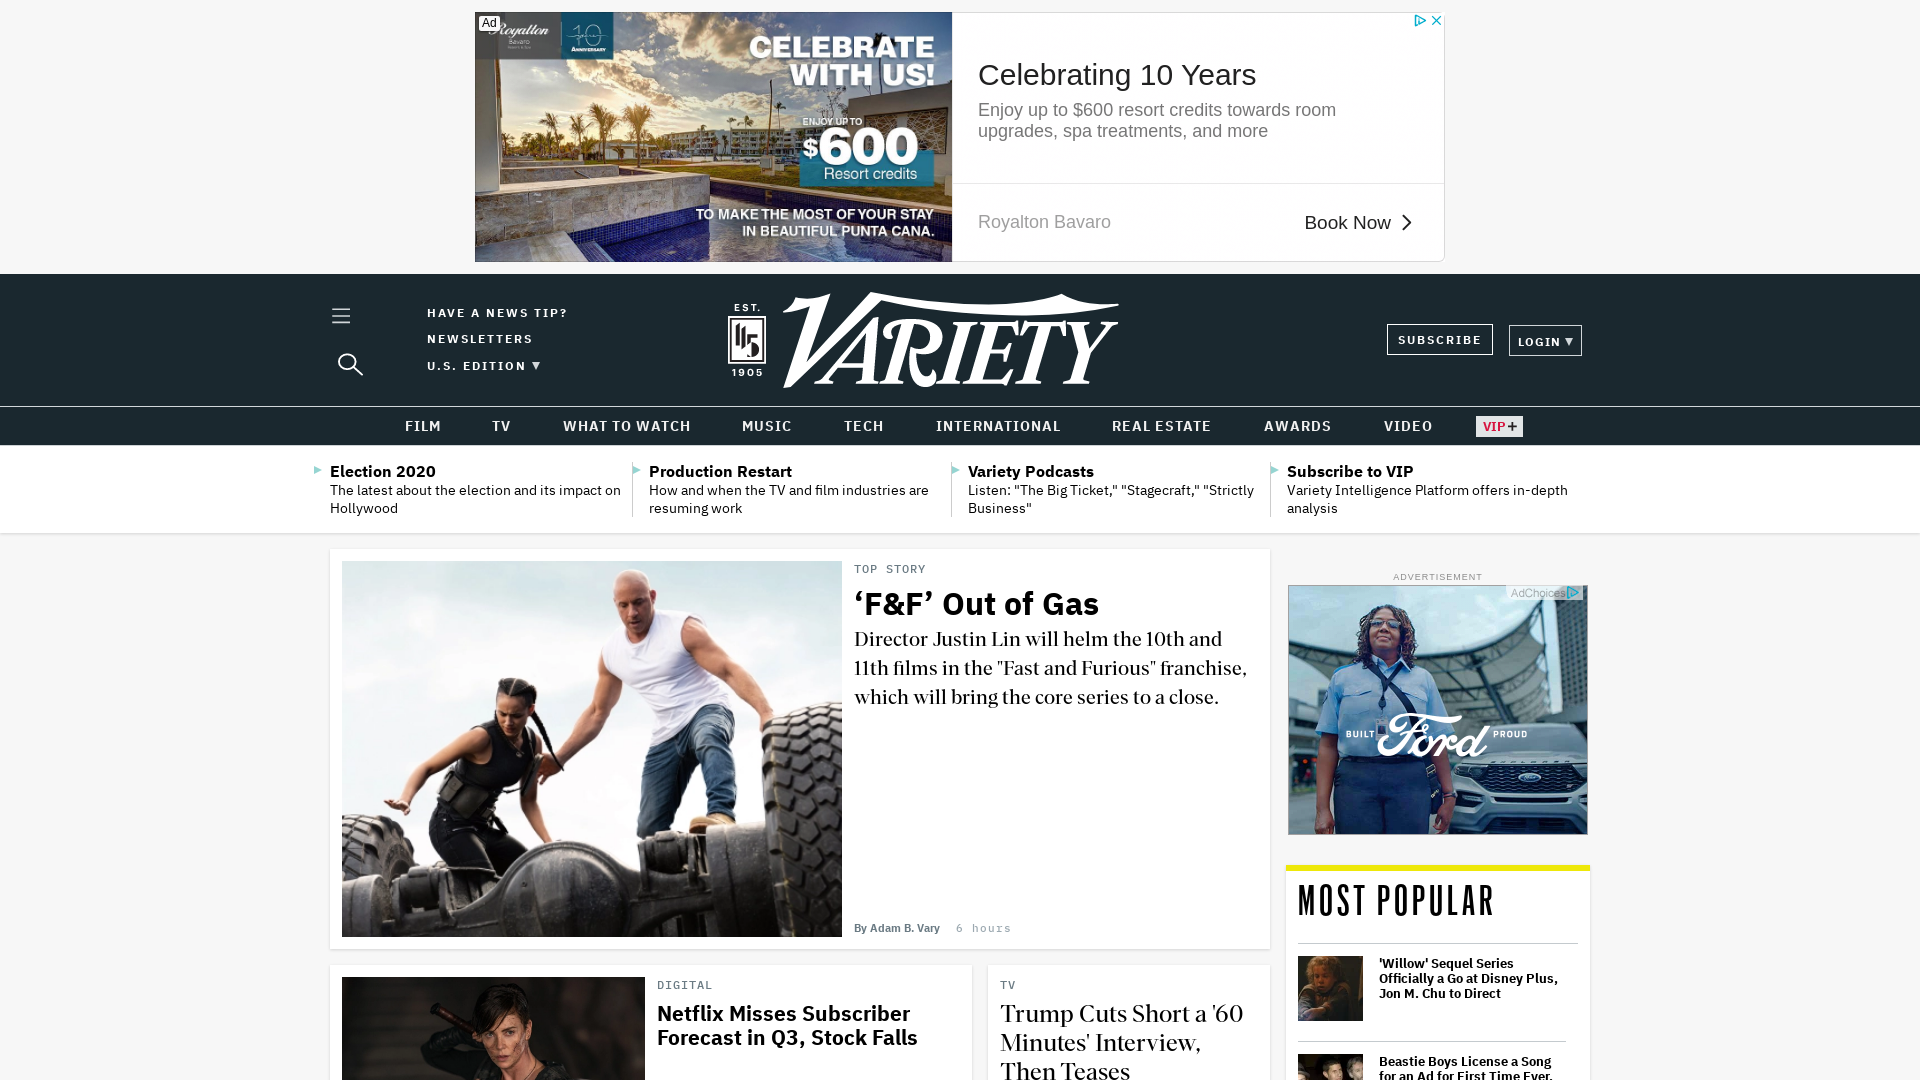 Ad
Royalton
Bavaro
10
ANNIVERSARY
CELEBRATE
WITH US!
ENJOY UP TO
$600
Resort credits
TO MAKE THE MOST OF YOUR STAY
IN BEAUTIFUL PUNTA CANA.
Celebrating 10 Years
Enjoy up to $600 resort credits towards room
upgrades, spa treatments, and more
Royalton Bavaro
Book Now
HAVE A NEWS TIP?
NEWSLETTERS
U.S. EDITION ▼
EST.
115
1905
VARIETY
SUBSCRIBE
LOGIN ▼
FILM TV WHAT TO WATCH MUSIC TECH INTERNATIONAL REAL ESTATE AWARDS VIDEO VIP+
Election 2020
The latest about the election and its impact on
Hollywood
Production Restart
How and when the TV and film industries are
resuming work
Variety Podcasts
Listen: "The Big Ticket," "Stagecraft," "Strictly
Business"
Subscribe to VIP
Variety Intelligence Platform offers in-depth
analysis
TOP STORY
‘F&F’ Out of Gas
Director Justin Lin will helm the 10th and
11th films in the "Fast and Furious" franchise,
which will bring the core series to a close.
By Adam B. Vary 6 hours
ADVERTISEMENT
AdChoices
BUILT Ford PROUD
Ford
MOST POPULAR
'Willow' Sequel Series
Officially a Go at Disney Plus,
Jon M. Chu to Direct
Beastie Boys License a Song
for an Ad for First Time Ever,
DIGITAL
Netflix Misses Subscriber
Forecast in Q3, Stock Falls
TV
Trump Cuts Short a '60
Minutes' Interview,
Then Teases